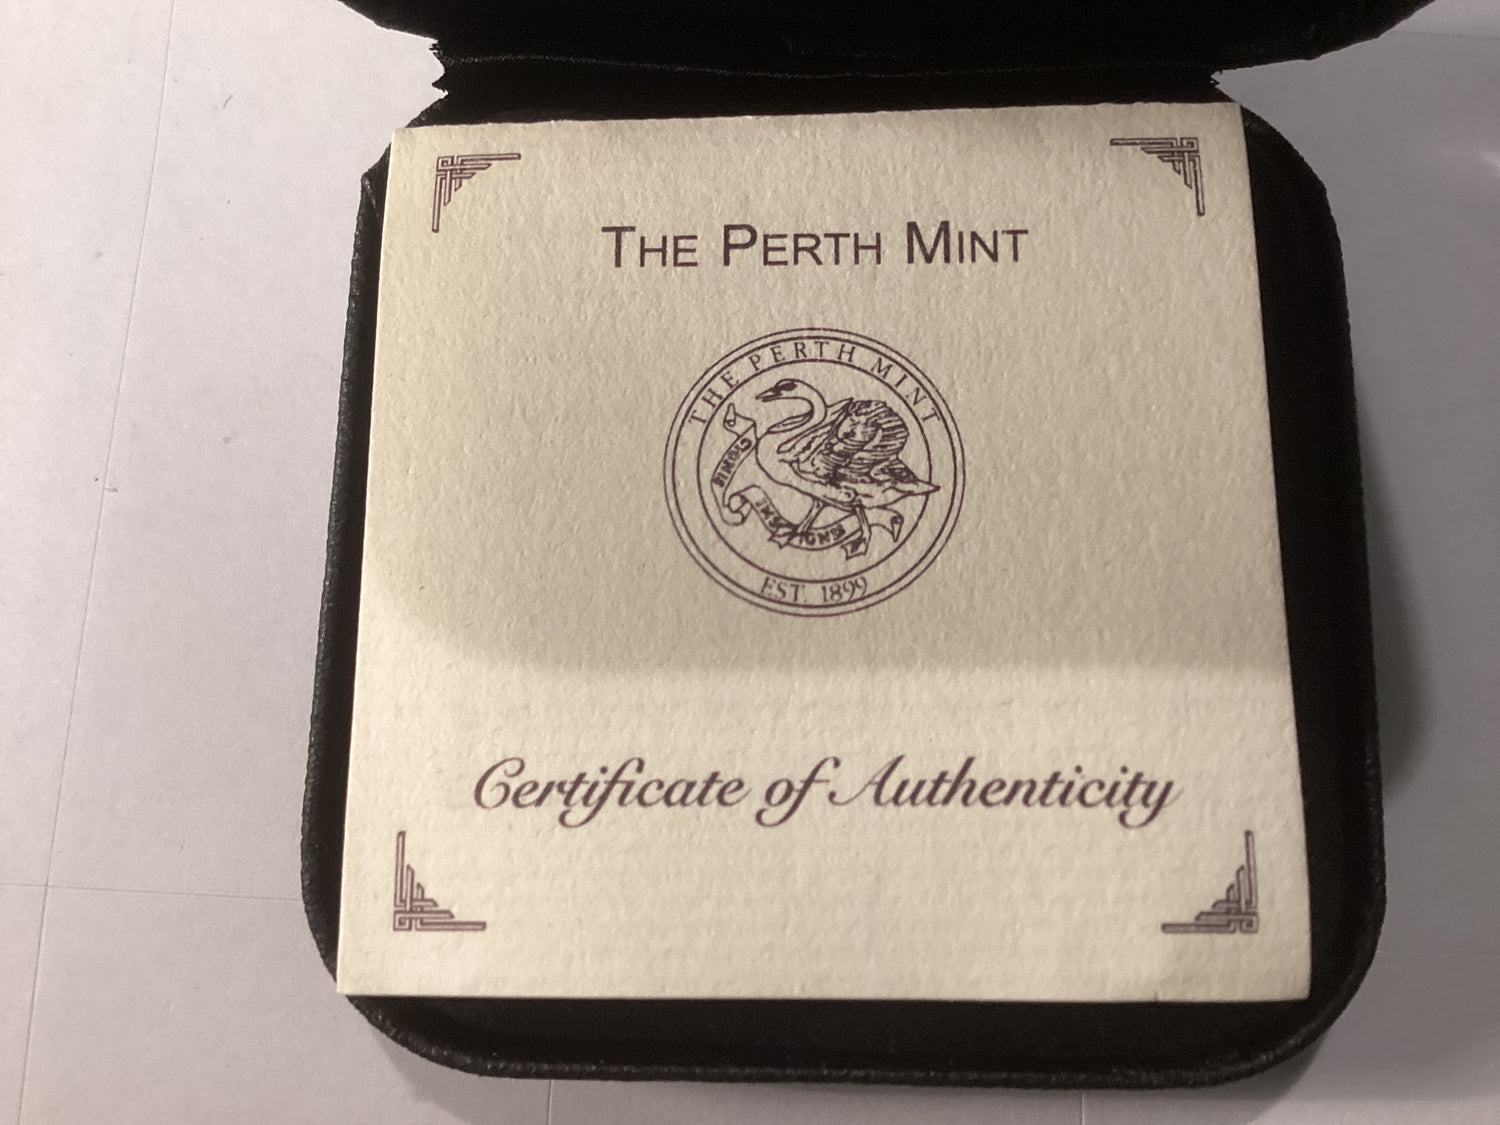 THE PERTH MINT
THE PERTH MINT
EST. 1899
Certificate of Authenticity